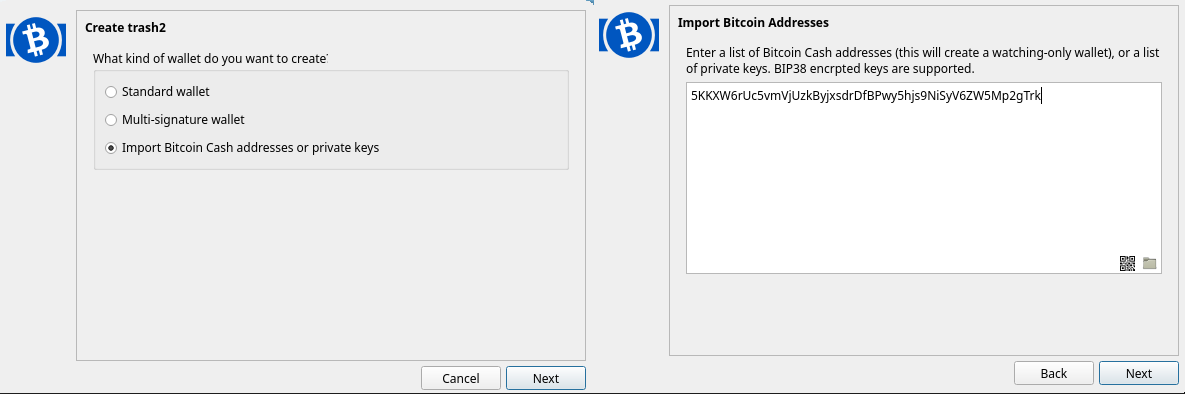 Create trash2
What kind of wallet do you want to create
Standard wallet
Multi-signature wallet
Import Bitcoin Cash addresses or private keys
Cancel
Next
Import Bitcoin Addresses
Enter a list of Bitcoin Cash addresses (this will create a watching-only wallet), or a list
of private keys. BIP38 encrpted keys are supported.
5KKXW6rUc5vmVjUzkByjxsdrDfBPwy5hjs9NiSyV6ZW5Mp2gTrk
Back
Next